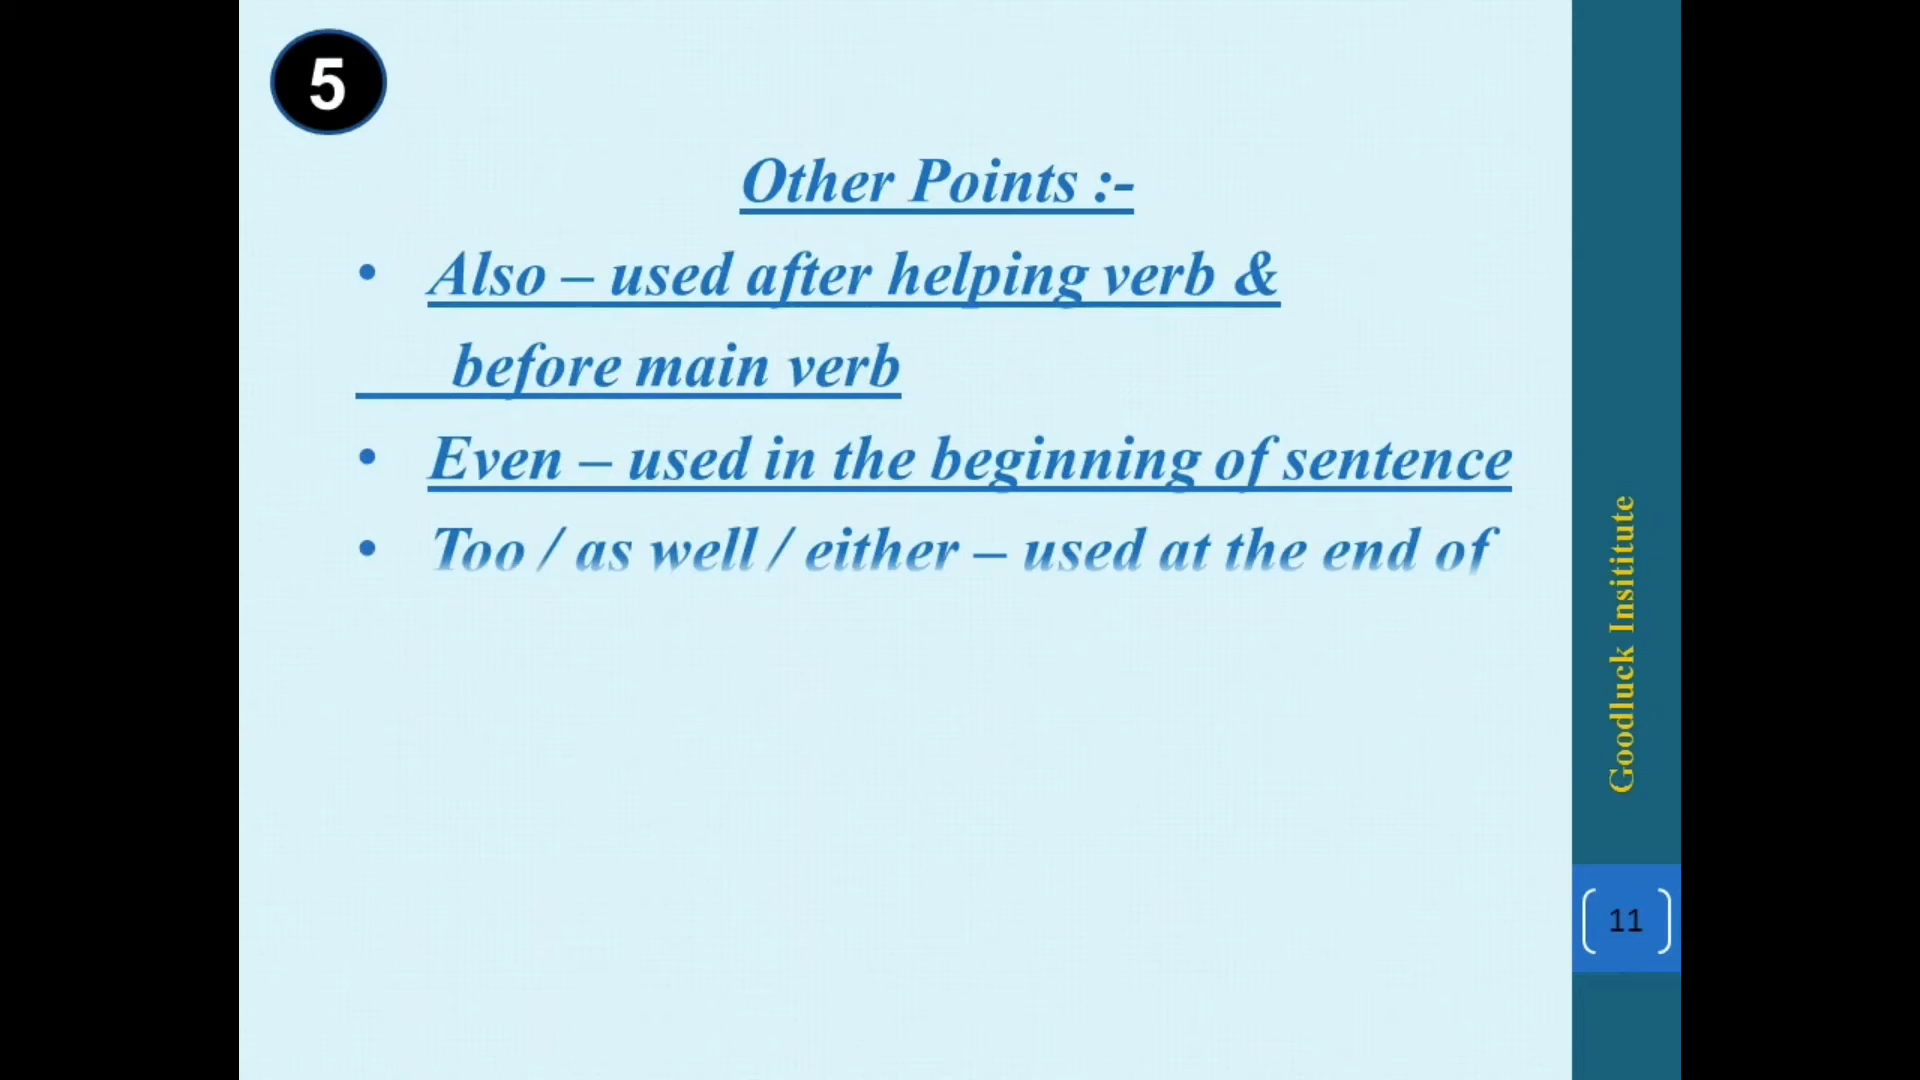 5
Other Points :-
• Also – used after helping verb &
before main verb
• Even – used in the beginning of sentence
• Too / as well / either – used at the end of
Goodluck Insititute
11